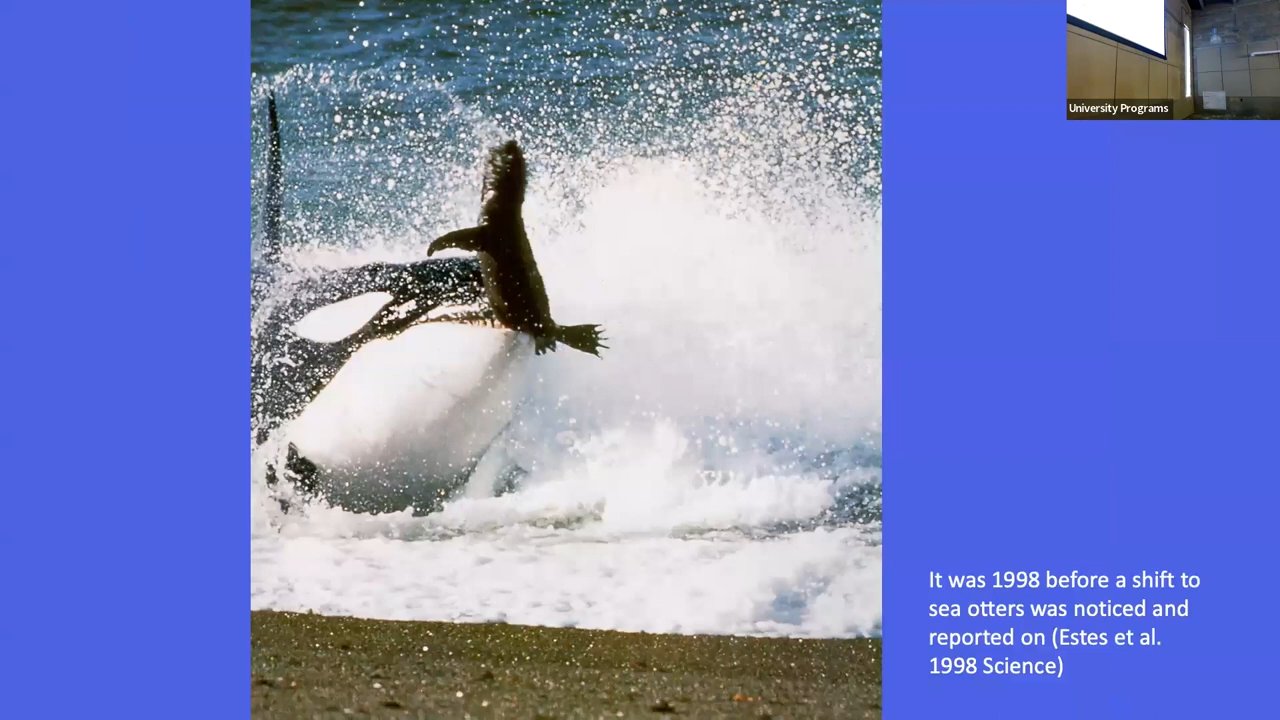 University Programs
It was 1998 before a shift to
sea otters was noticed and
reported on (Estes et al.
1998 Science)